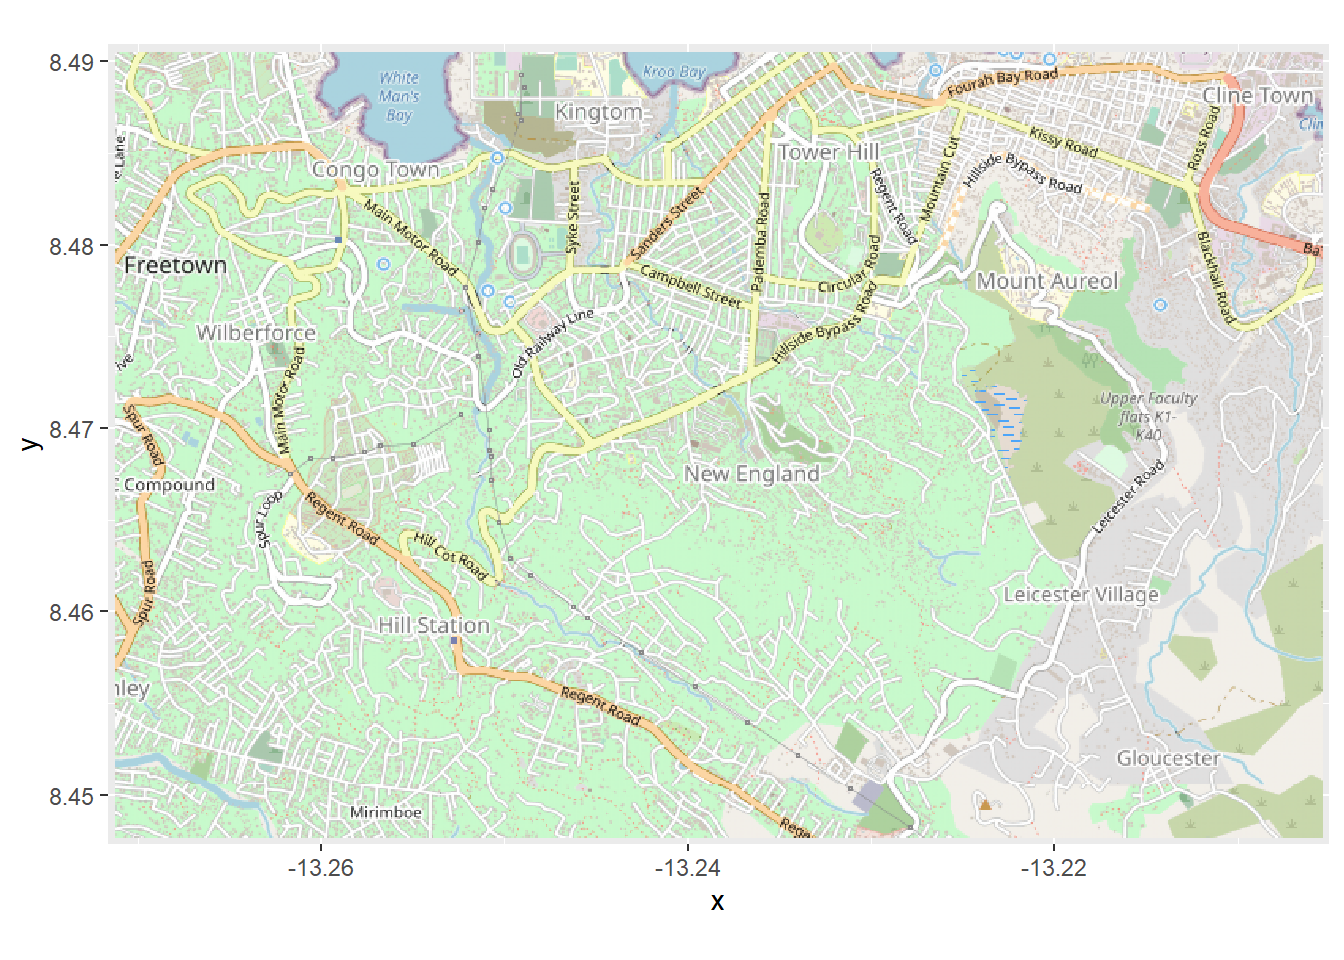 8.49
8.48
8.47
8.46
8.45
y
White
Man's
Bay
Kroo Bay
Kingtom
Fourah Bay Road
Cline Town
Kissy Road
Ross Road
Congo Town
Tower Hill
Hillside Bypass Road
Mountain Cut
Regent Road
Main Motor Road
Syke Street
Sanders Street
Pademba Road
Circular Road
Blackhall Road
Freetown
Campbell Street
Mount Aureol
Wilberforce
Old Railway Line
Hillside Bypass Road
Main Motor Road
Upper Faculty
flats K1-
K40
Spur Road
New England
Compound
Spur Loop
Regent Road
Leicester Road
Hill Cot Road
Spur Road
Leicester Village
Hill Station
Regent Road
Gloucester
Mirimboe
-13.26
-13.24
-13.22
x